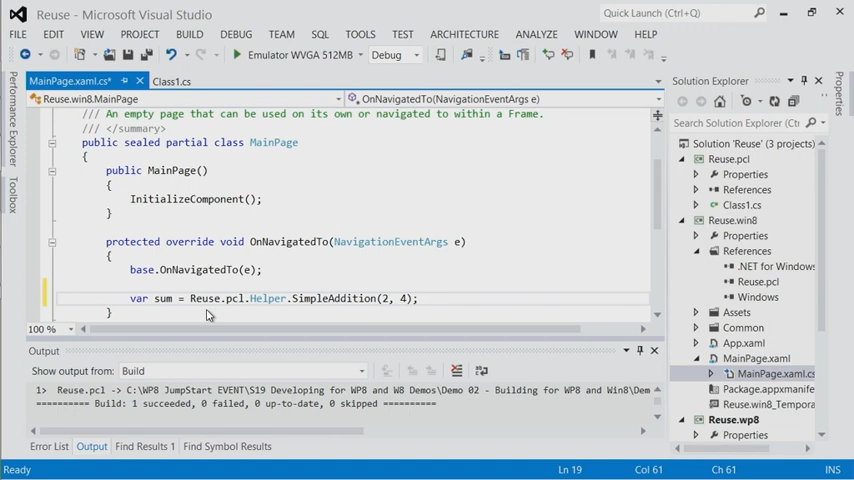 Reuse - Microsoft Visual Studio
Quick Launch (Ctrl+Q)
FILE EDIT VIEW PROJECT BUILD DEBUG TEAM SQL TOOLS TEST ARCHITECTURE ANALYZE WINDOW HELP
Emulator WVGA 512MB Debug
Performance Explorer
Toolbox
MainPage.xaml.cs* Class1.cs
Reuse.win8.MainPage OnNavigatedTo(NavigationEventArgs e)
/// An empty page that can be used on its own or navigated to within a Frame.
/// </summary>
public sealed partial class MainPage
{
public MainPage()
{
InitializeComponent();
}
protected override void OnNavigatedTo(NavigationEventArgs e)
{
base.OnNavigatedTo(e);
var sum = Reuse.pcl.Helper.SimpleAddition(2, 4);
}
100 %
Output
Show output from: Build
1> Reuse.pcl -> C:\WP8 JumpStart EVENT\S19 Developing for WP8 and W8 Demos\Demo 02 - Building for WP8 and Win8\Dem
========== Build: 1 succeeded, 0 failed, 0 up-to-date, 0 skipped ==========
Error List Output Find Results 1 Find Symbol Results
Solution Explorer
Search Solution Explorer
Solution 'Reuse' (3 projects)
Reuse.pcl
Properties
References
Class1.cs
Reuse.win8
Properties
References
.NET for Windows
Reuse.pcl
Windows
Assets
Common
App.xaml
MainPage.xaml
MainPage.xaml.cs
Package.appxmanife
Reuse.win8_Tempora
Reuse.wp8
Properties
Properties
Ready Ln 19 Col 61 Ch 61 INS